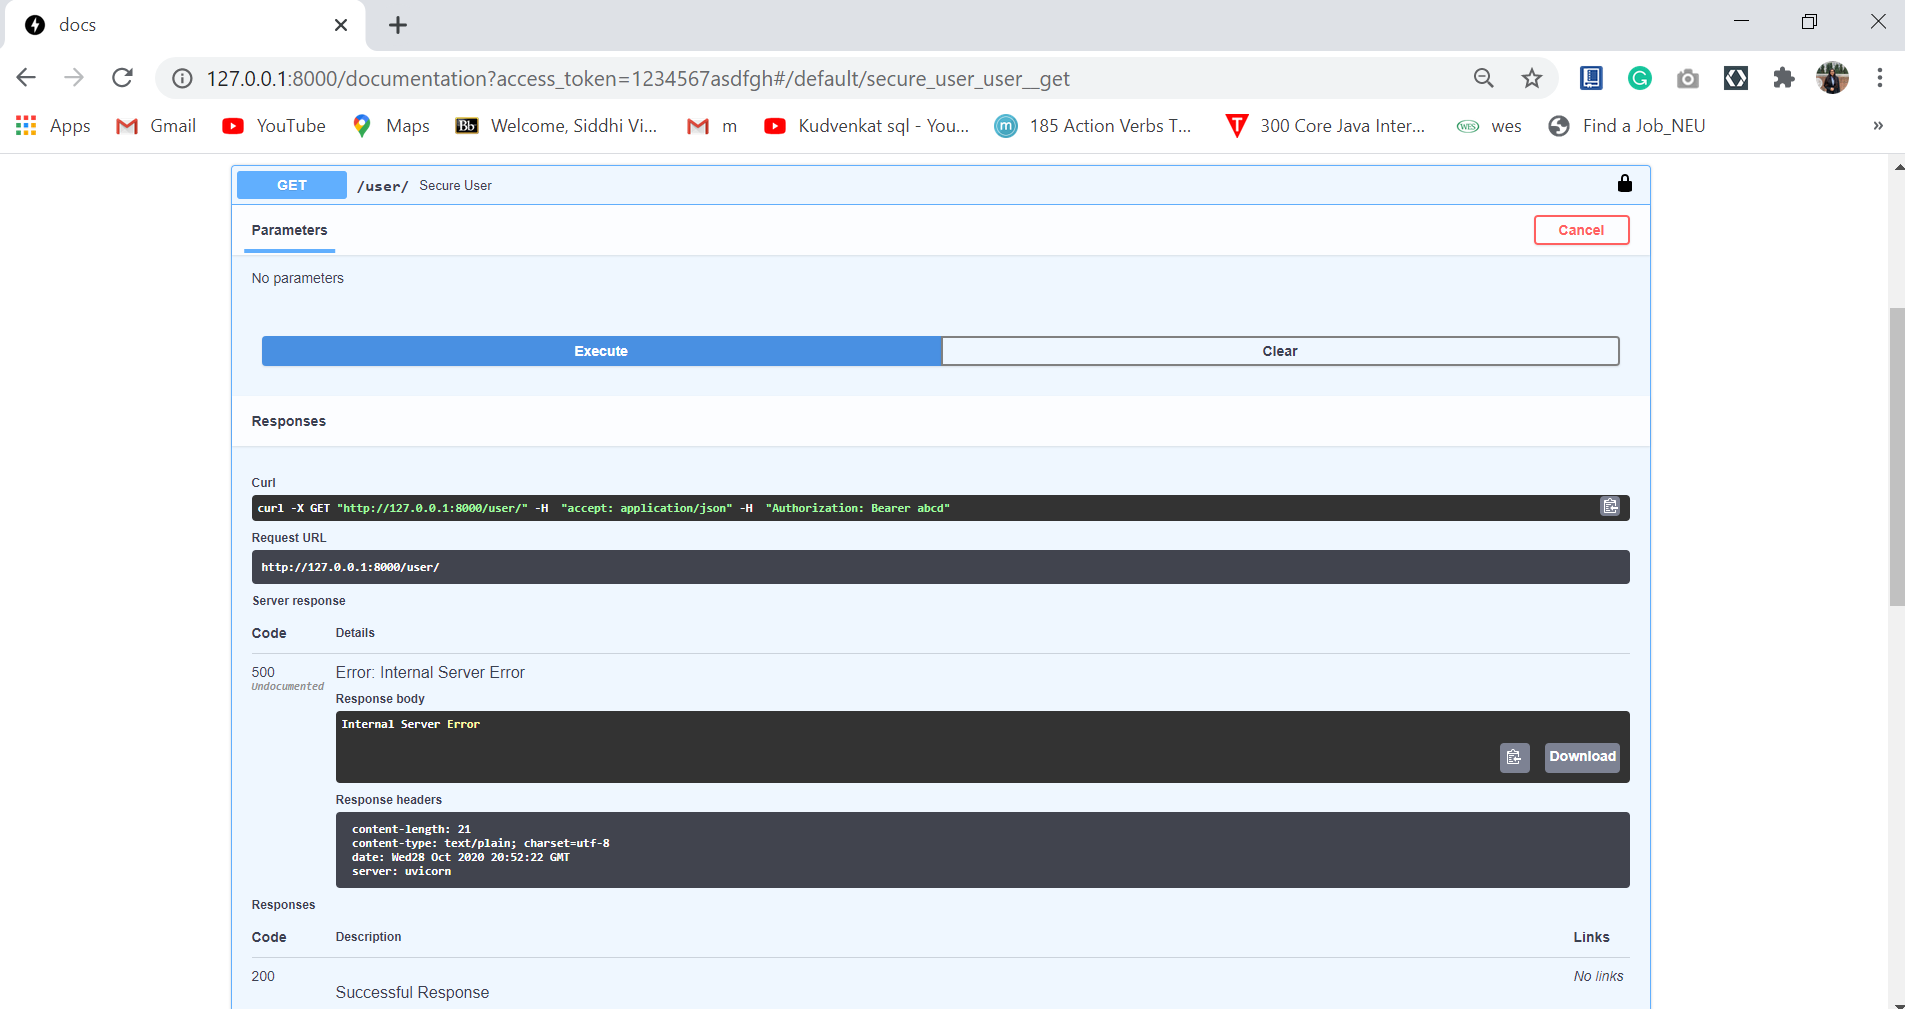 docs
127.0.0.1:8000/documentation?access_token=1234567asdfgh#/default/secure_user_user__get
Apps Gmail YouTube Maps Bb Welcome, Siddhi Vi... m Kudvenkat sql - You... m 185 Action Verbs T... T 300 Core Java Inter... WES wes Find a Job_NEU »
GET /user/ Secure User
Parameters Cancel
No parameters
Execute Clear
Responses
Curl
curl -X GET "http://127.0.0.1:8000/user/" -H  "accept: application/json" -H  "Authorization: Bearer abcd"
Request URL
http://127.0.0.1:8000/user/
Server response
Code Details
500 Error: Internal Server Error
Undocumented
Response body
Internal Server Error
Download
Response headers
content-length: 21
content-type: text/plain; charset=utf-8
date: Wed28 Oct 2020 20:52:22 GMT
server: uvicorn
Responses
Code Description Links
200 No links
Successful Response